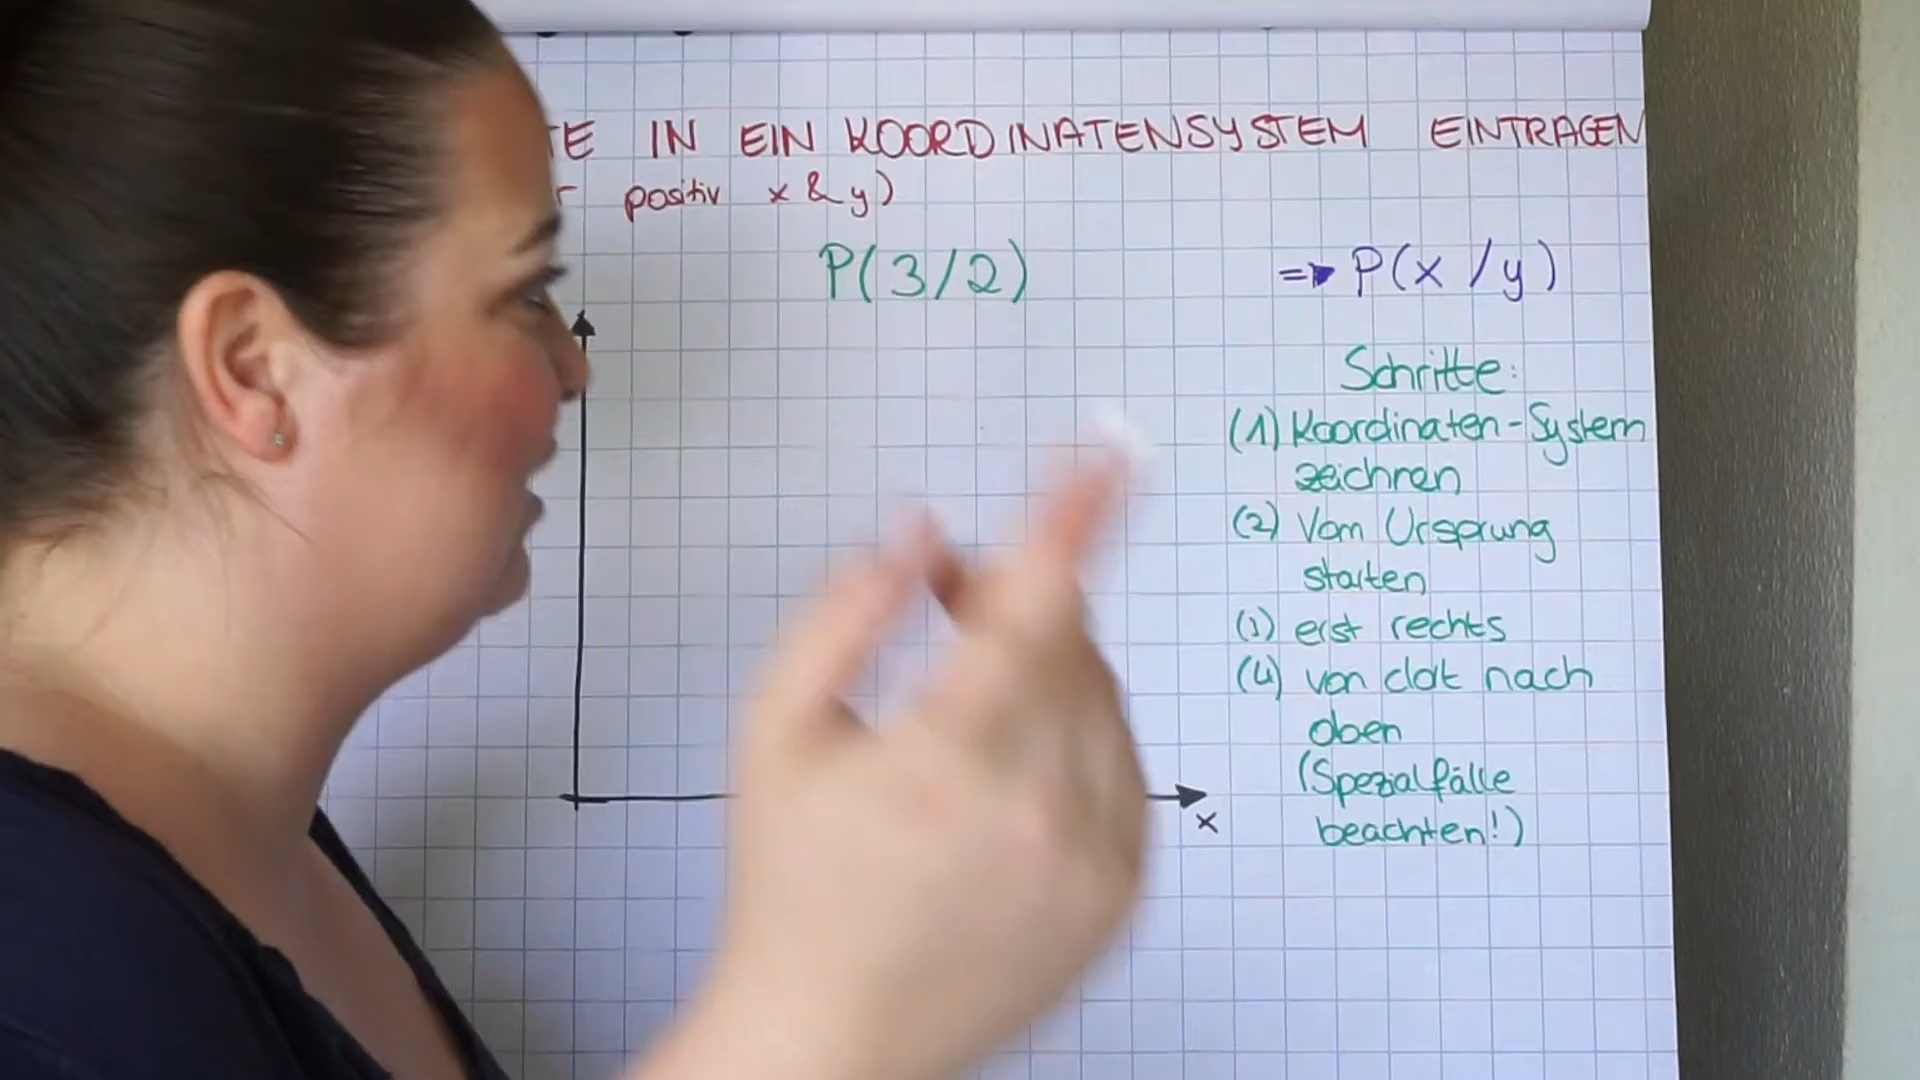 IN EIN KOORDINATENSYSTEM EINTRAGEN
positiv x & y)
P(3/2) => P(x/y)
Schritte:
(1) Koordinaten-System
zeichnen
(2) Vom Ursprung
starten
(3) erst rechts
(4) von dort nach
oben
(Spezialfälle
beachten!)
x